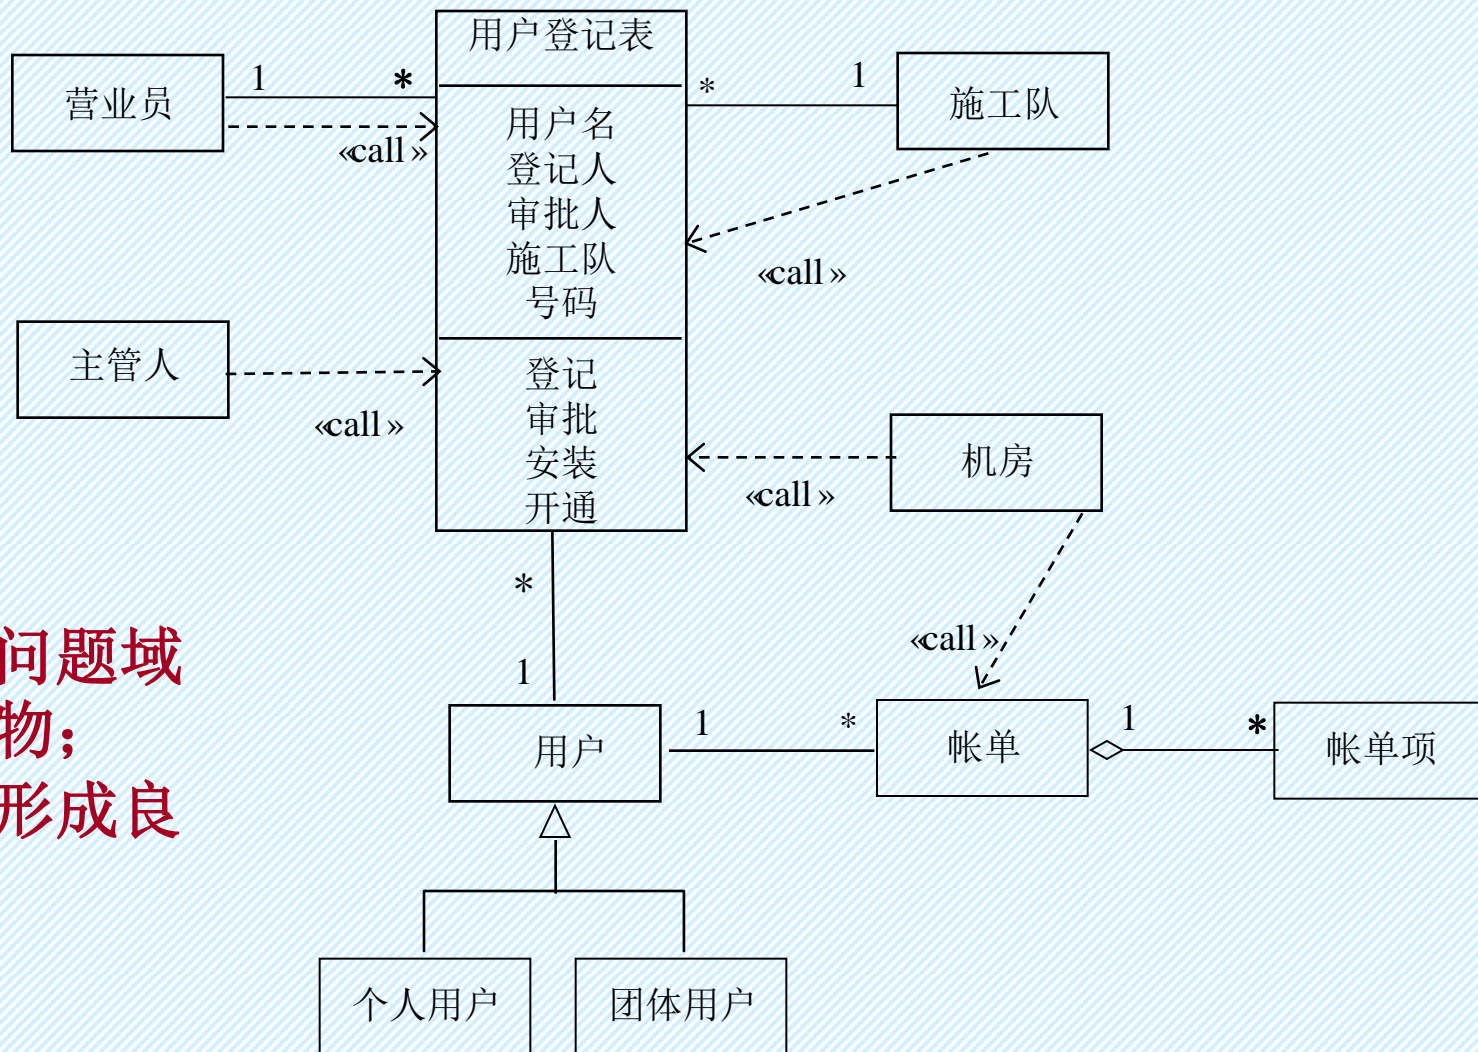 用户登记表
营业员
1
*
*
1
施工队
用户名
登记人
审批人
施工队
号码
«call»
«call»
主管人
«call»
登记
审批
安装
开通
机房
«call»
*
«call»
1
问题域
物；
形成良
用户
1
*
帐单
1
*
帐单项
个人用户
团体用户